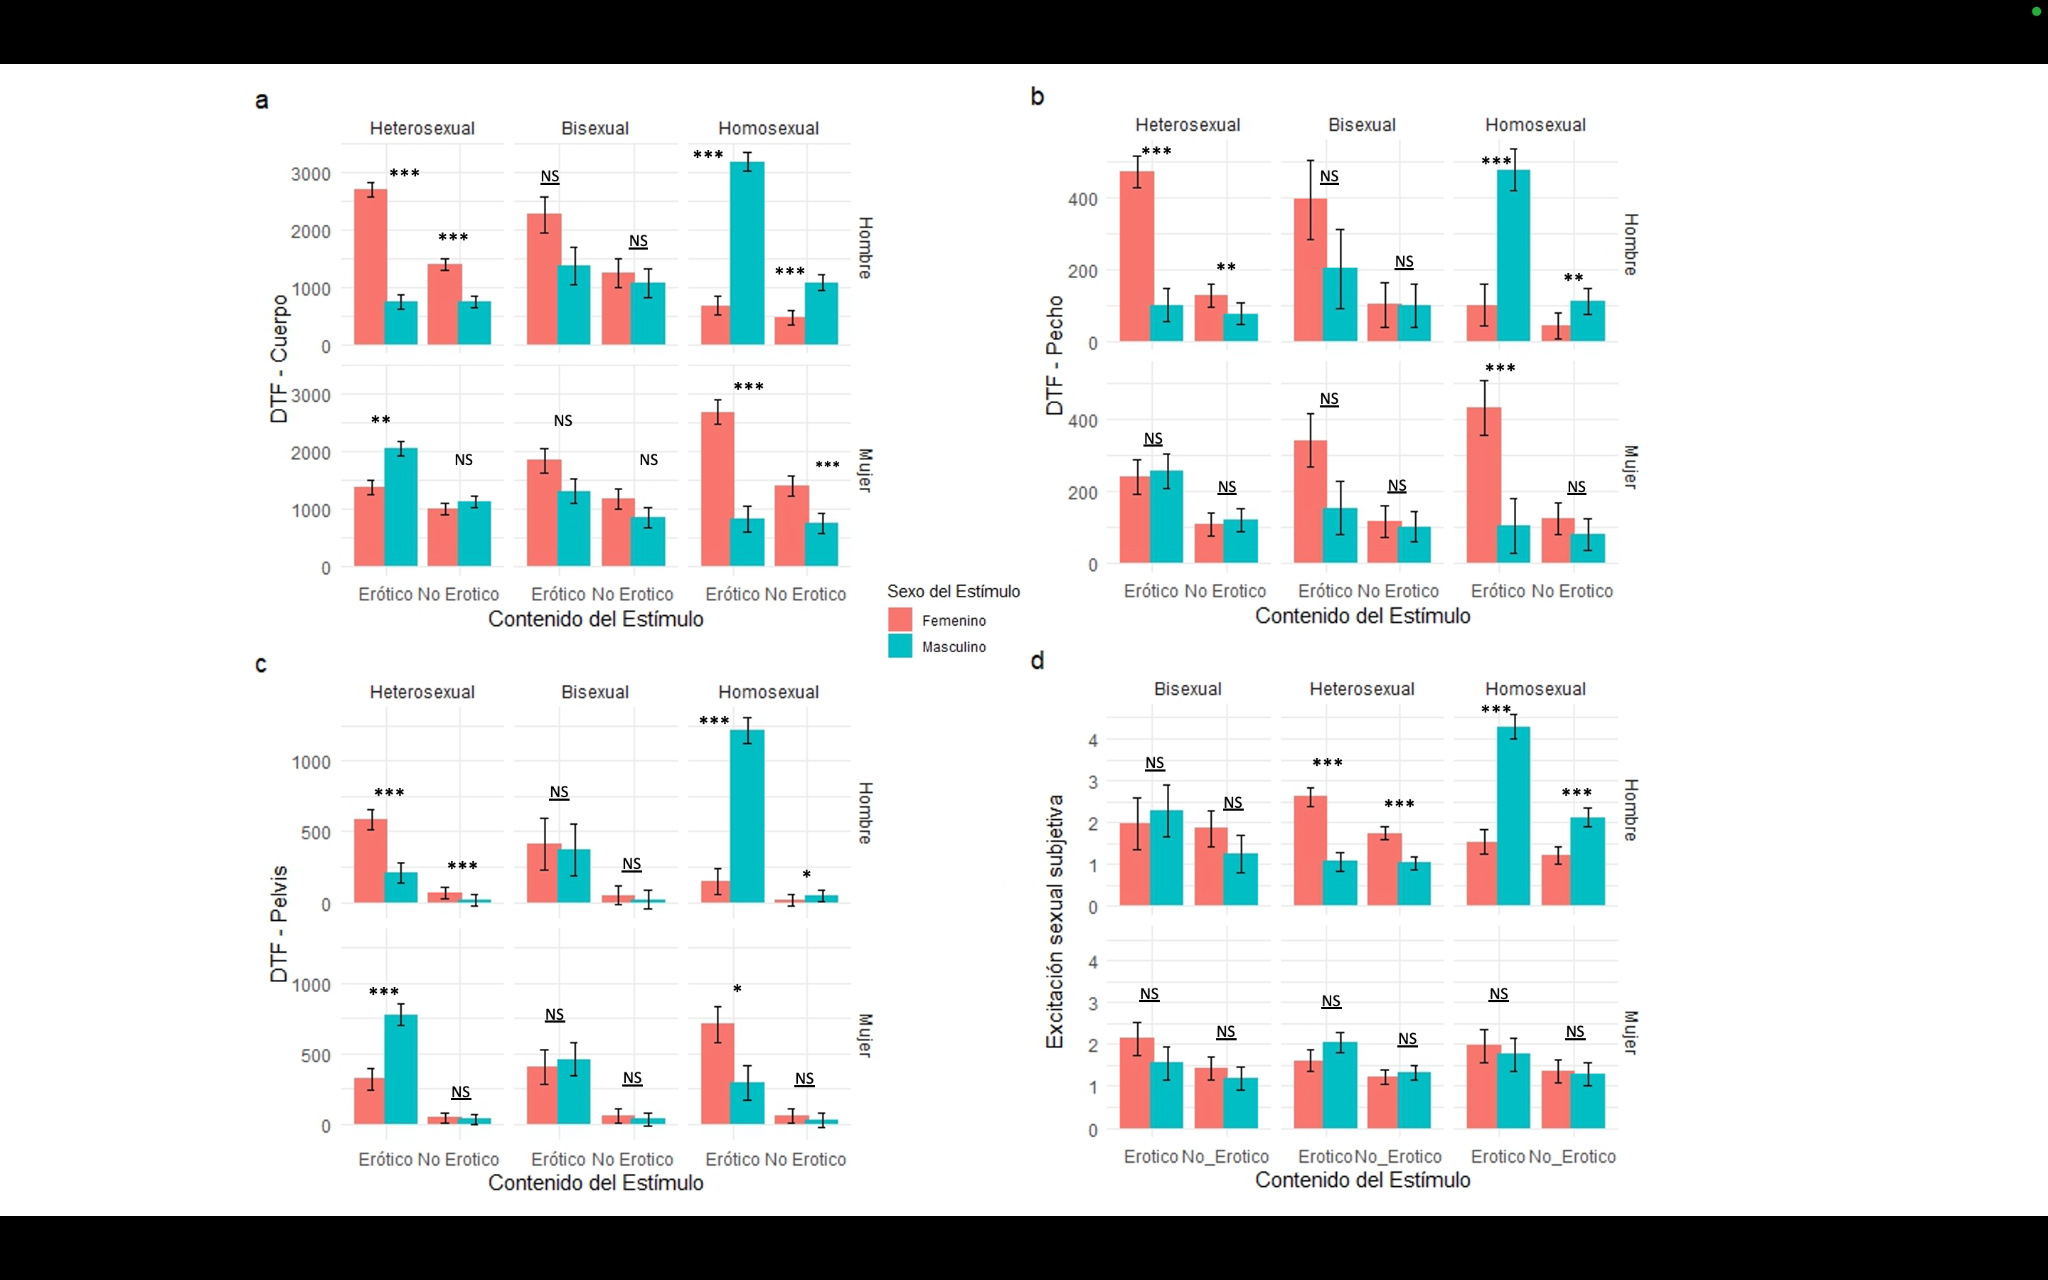 a
Heterosexual Bisexual Homosexual
*** NS ***
*** NS ***
3000
2000
1000
0
Hombre
DTF - Cuerpo
** NS ***
NS NS ***
3000
2000
1000
0
Mujer
Erótico No Erotico Erótico No Erotico Erótico No Erotico
Contenido del Estímulo
b
Heterosexual Bisexual Homosexual
*** NS ***
** NS **
400
200
0
Hombre
DTF - Pecho
NS NS ***
NS NS NS
400
200
0
Mujer
Erótico No Erotico Erótico No Erotico Erótico No Erotico
Contenido del Estímulo
Sexo del Estímulo
Femenino
Masculino
c
Heterosexual Bisexual Homosexual
*** NS ***
*** NS *
1000
500
0
Hombre
DTF - Pelvis
*** NS *
NS NS NS
1000
500
0
Mujer
Erótico No Erotico Erótico No Erotico Erótico No Erotico
Contenido del Estímulo
d
Bisexual Heterosexual Homosexual
NS *** ***
NS *** ***
4
3
2
1
0
Hombre
Excitación sexual subjetiva
NS NS NS
NS NS NS
4
3
2
1
0
Mujer
Erotico No_Erotico Erotico No_Erotico Erotico No_Erotico
Contenido del Estímulo